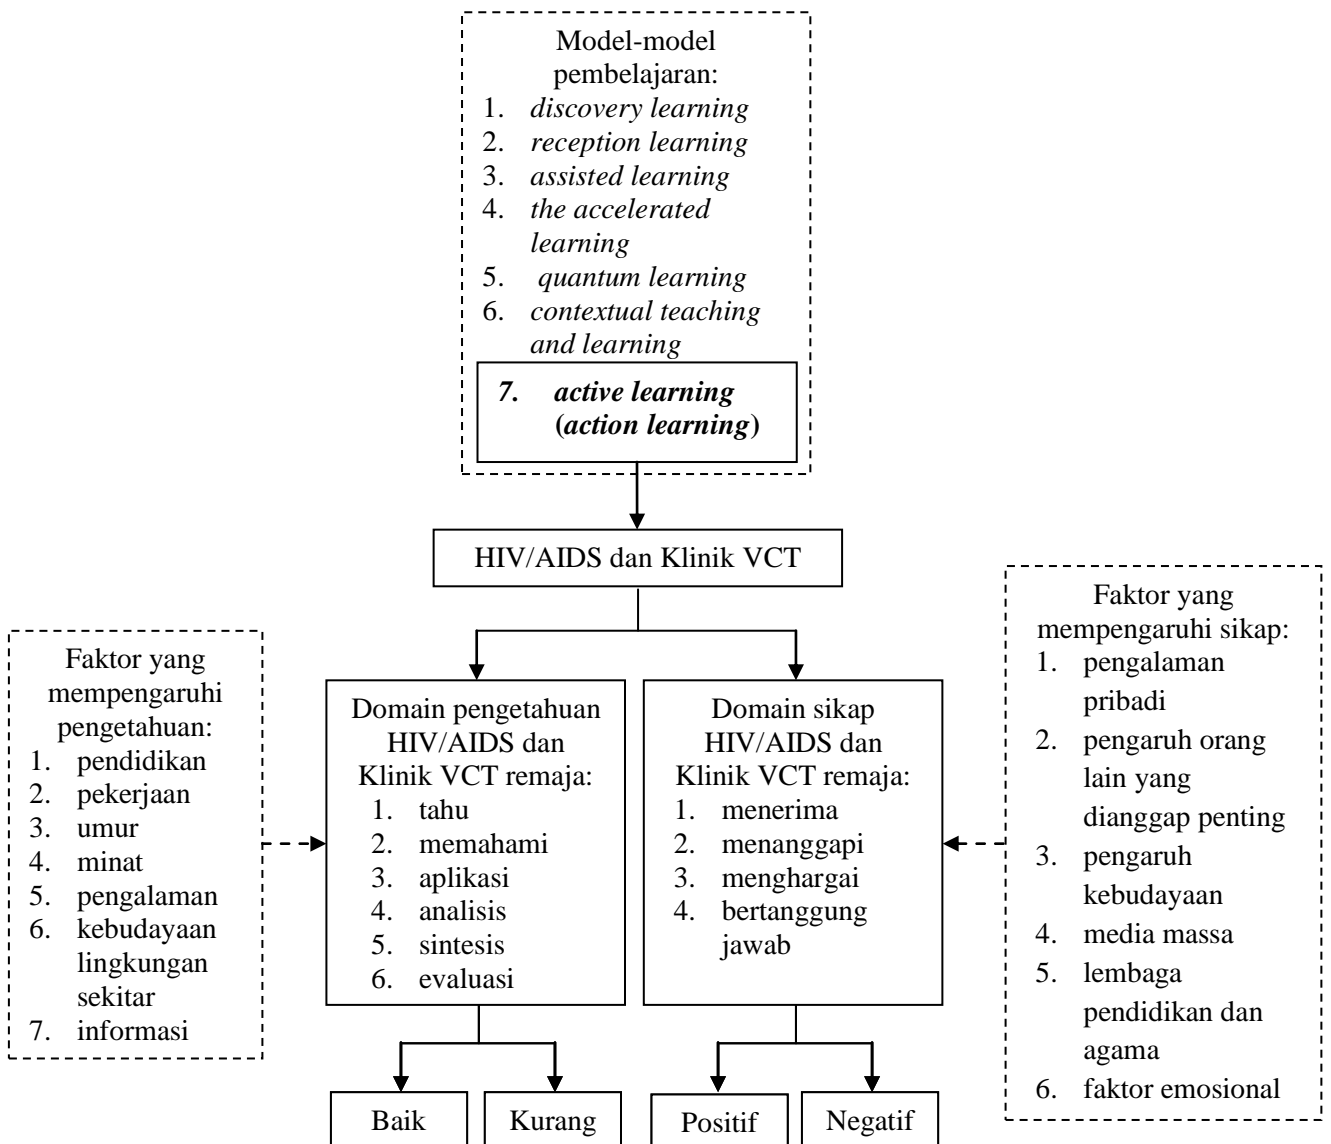 Model-model
pembelajaran:
1. discovery learning
2. reception learning
3. assisted learning
4. the accelerated
learning
5. quantum learning
6. contextual teaching
and learning
7. active learning
(action learning)
HIV/AIDS dan Klinik VCT
Faktor yang
mempengaruhi
pengetahuan:
1. pendidikan
2. pekerjaan
3. umur
4. minat
5. pengalaman
6. kebudayaan
lingkungan
sekitar
7. informasi
Domain pengetahuan
HIV/AIDS dan
Klinik VCT remaja:
1. tahu
2. memahami
3. aplikasi
4. analisis
5. sintesis
6. evaluasi
Domain sikap
HIV/AIDS dan
Klinik VCT remaja:
1. menerima
2. menanggapi
3. menghargai
4. bertanggung
jawab
Faktor yang
mempengaruhi sikap:
1. pengalaman
pribadi
2. pengaruh orang
lain yang
dianggap penting
3. pengaruh
kebudayaan
4. media massa
5. lembaga
pendidikan dan
agama
6. faktor emosional
Baik
Kurang
Positif
Negatif